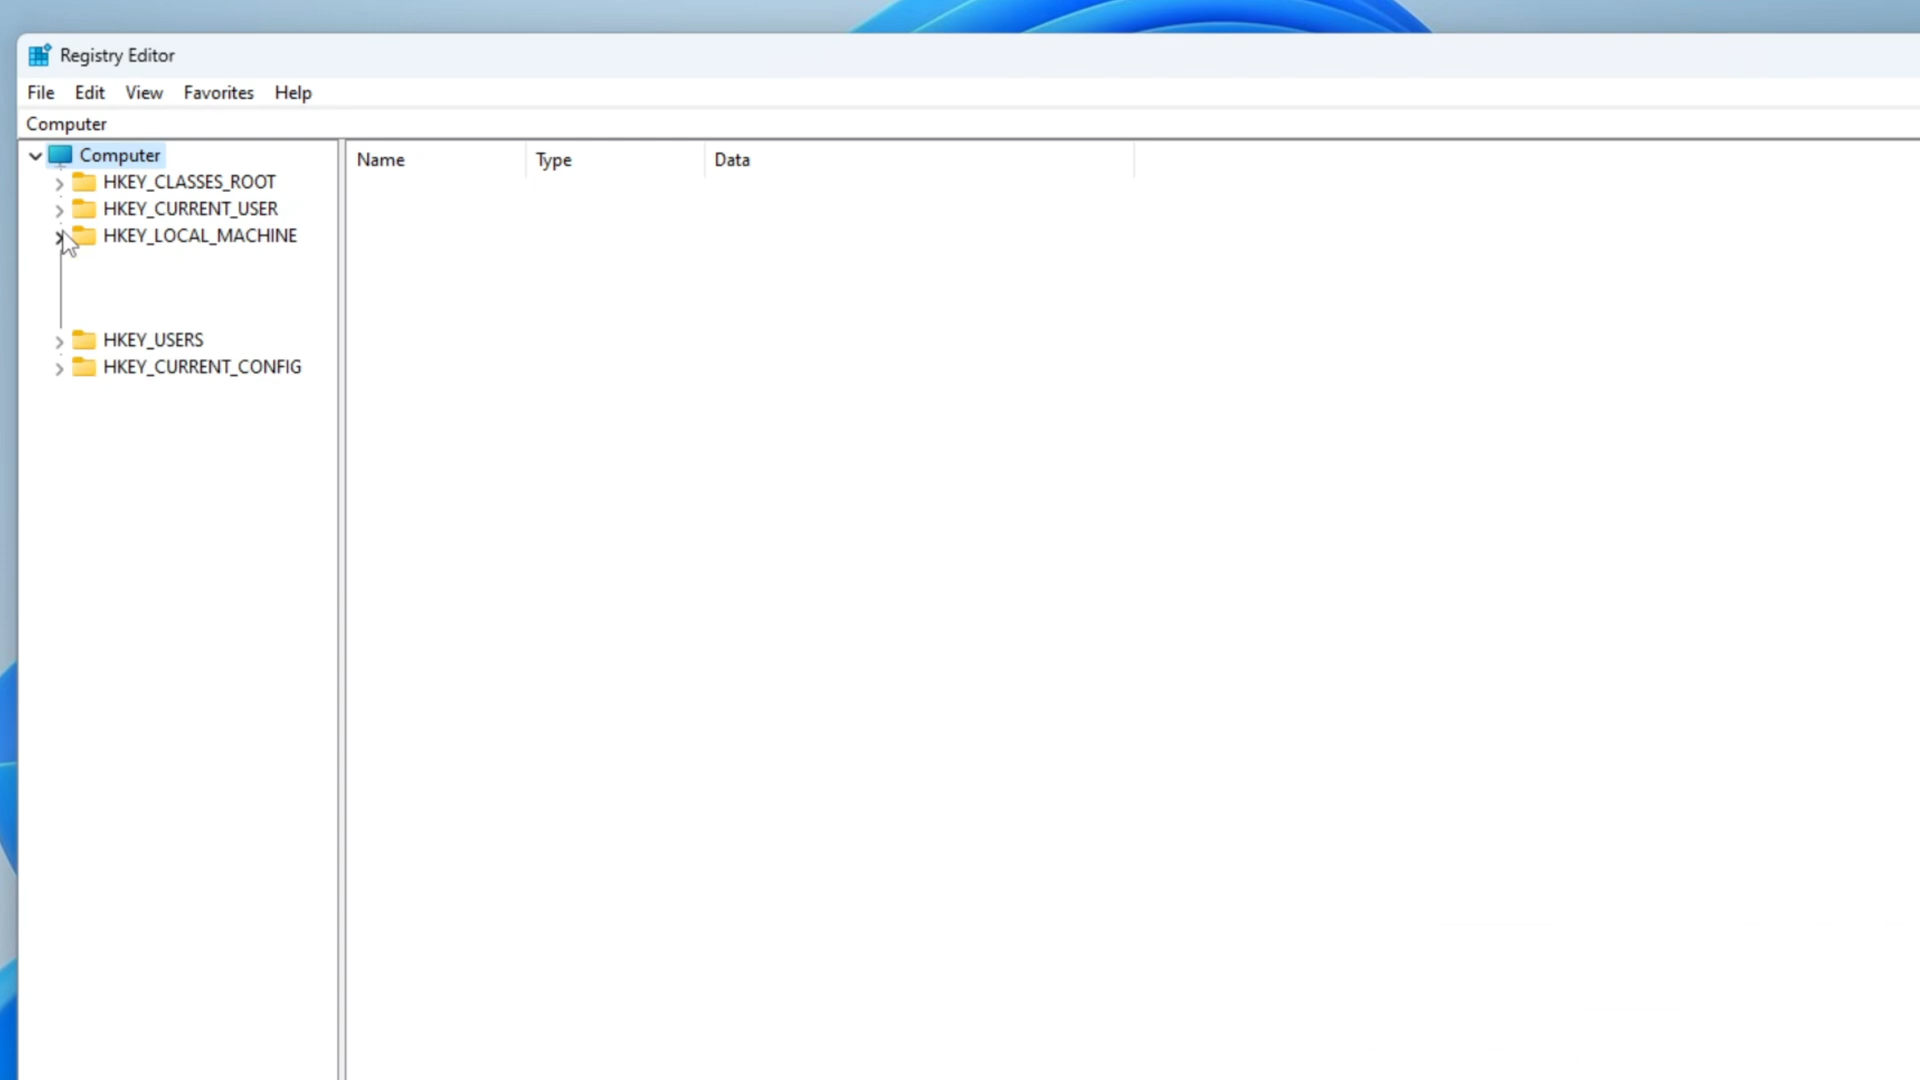 Registry Editor
File Edit View Favorites Help
Computer
Computer
HKEY_CLASSES_ROOT
HKEY_CURRENT_USER
HKEY_LOCAL_MACHINE
HKEY_USERS
HKEY_CURRENT_CONFIG
Name Type Data